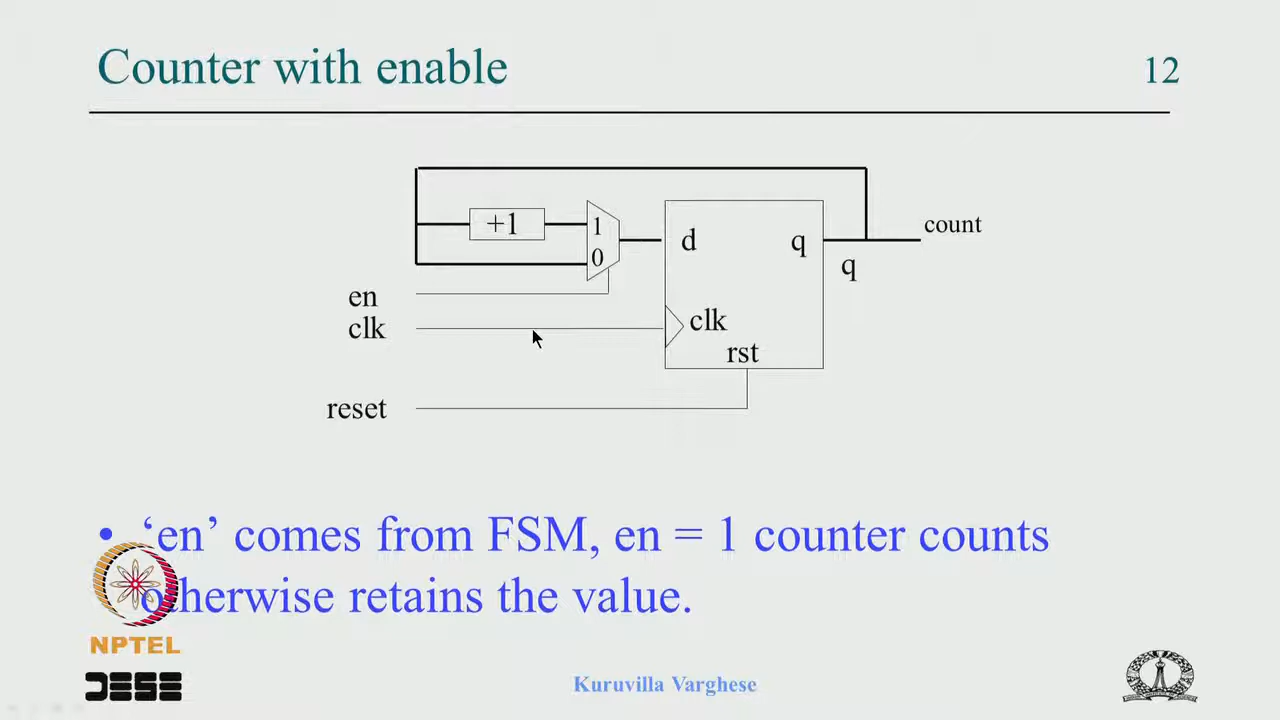 Counter with enable
12
+1
1
0
d
q
count
q
en
clk
clk
rst
reset
• ‘en’ comes from FSM, en = 1 counter counts
otherwise retains the value.
NPTEL
DESE
Kuruvilla Varghese